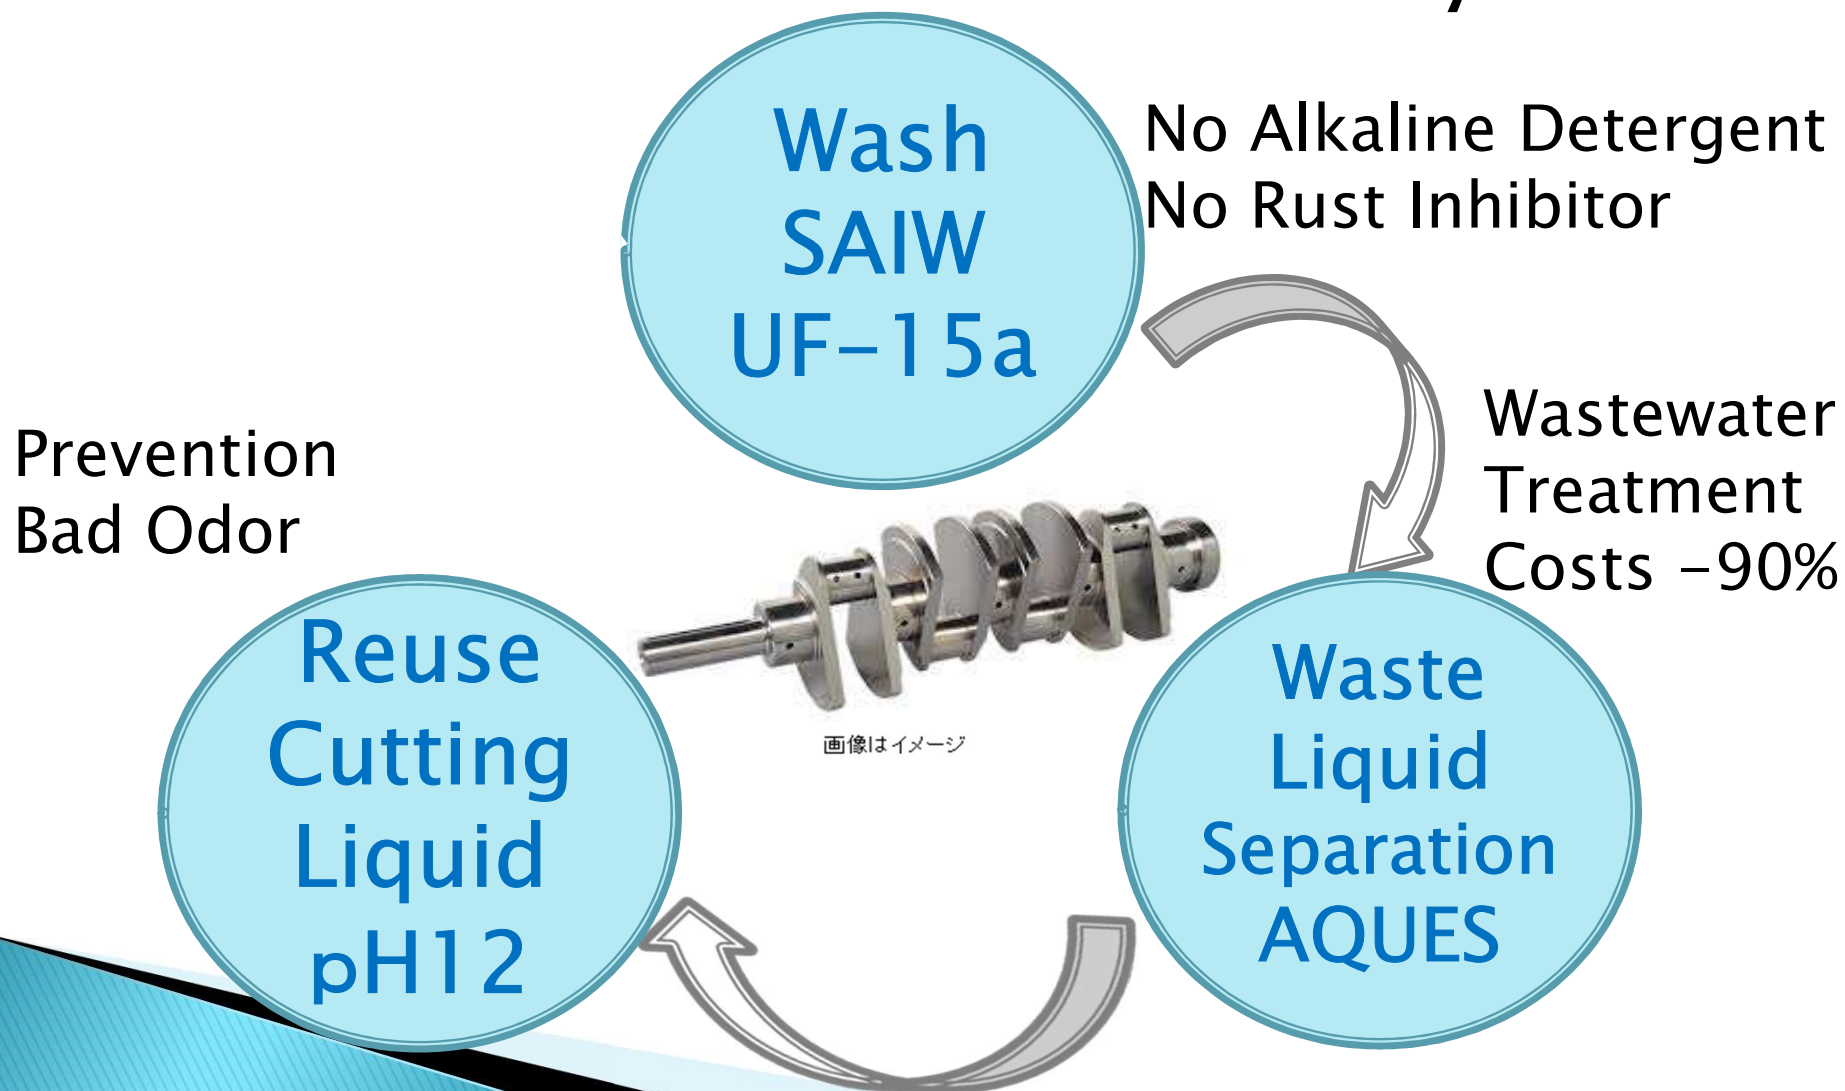 Wash
SAIW
UF-15a
No Alkaline Detergent
No Rust Inhibitor
Wastewater
Treatment
Costs -90%
Prevention
Bad Odor
画像はイメージ
Reuse
Cutting
Liquid
pH12
Waste
Liquid
Separation
AQUES